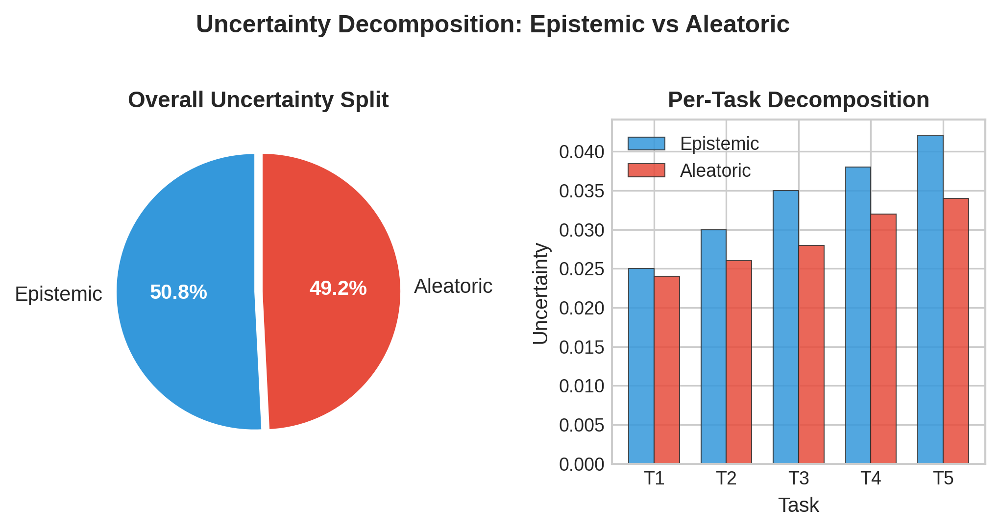 Uncertainty Decomposition: Epistemic vs Aleatoric
Overall Uncertainty Split
Epistemic
50.8%
49.2%
Aleatoric
Per-Task Decomposition
Epistemic
Aleatoric
Uncertainty
0.040
0.035
0.030
0.025
0.020
0.015
0.010
0.005
0.000
T1 T2 T3 T4 T5
Task